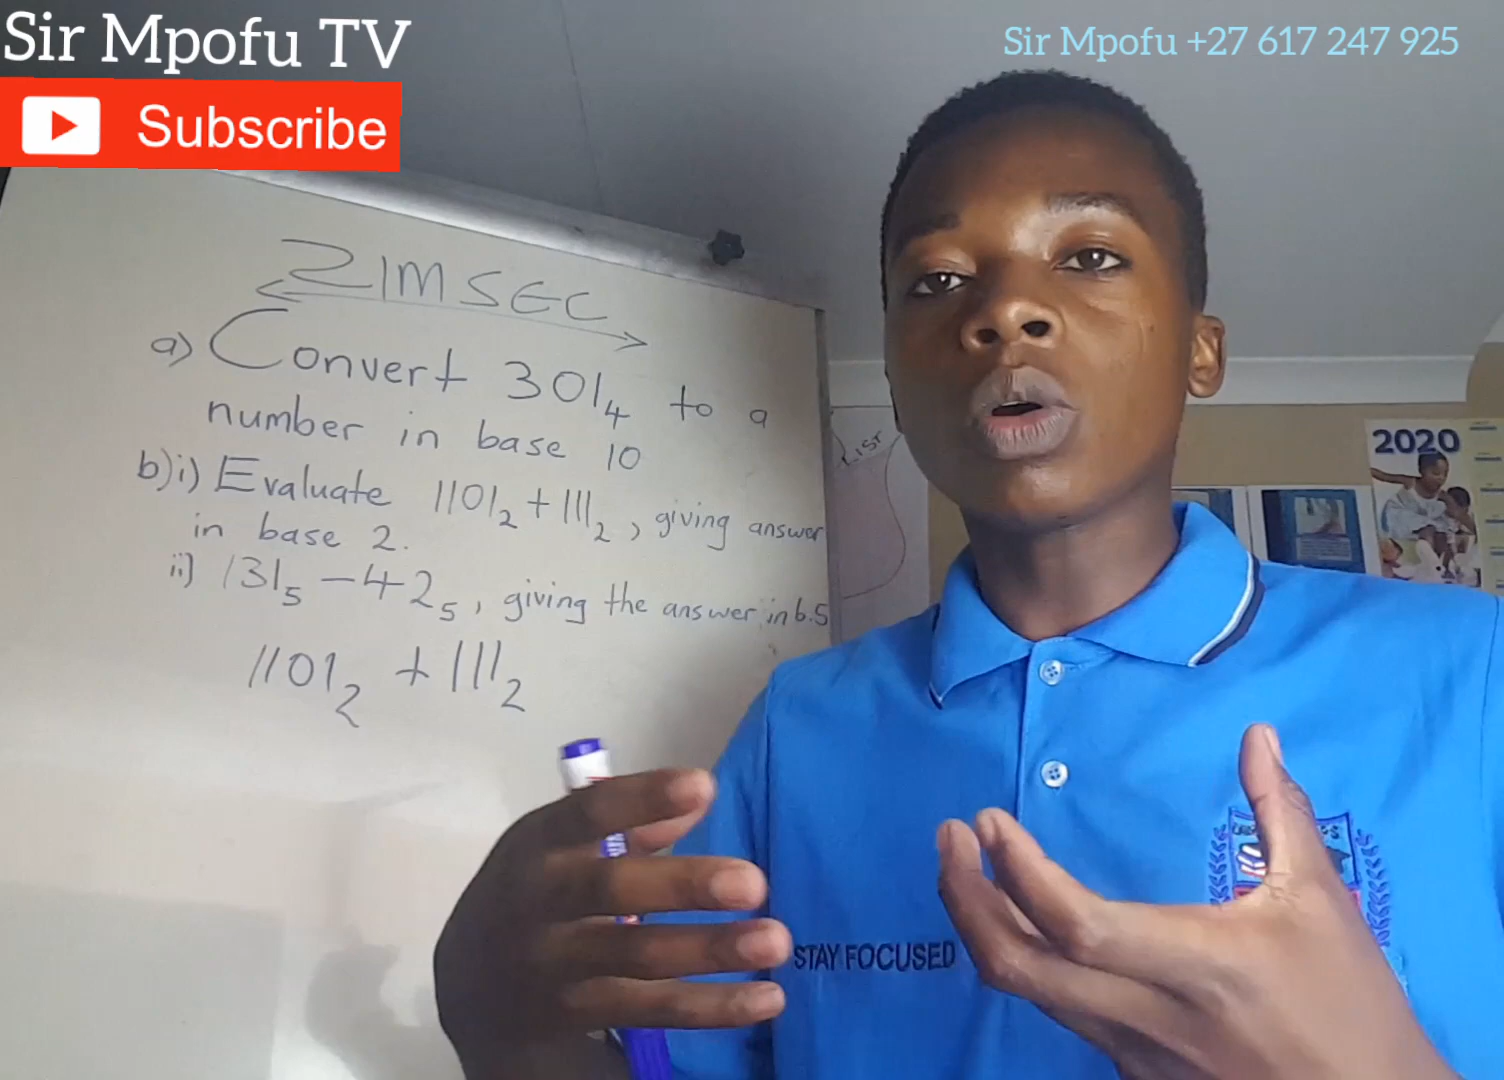 Sir Mpofu TV
Sir Mpofu +27 617 247 925
Subscribe
ZIMSEC
a) Convert 301₄ to a
number in base 10
b)i) Evaluate 1101₂ + 111₂, giving answer
in base 2.
ii) 131₅ - 42₅, giving the answer in b.5
1101₂ + 111₂
LIST
2020
STAY FOCUSED